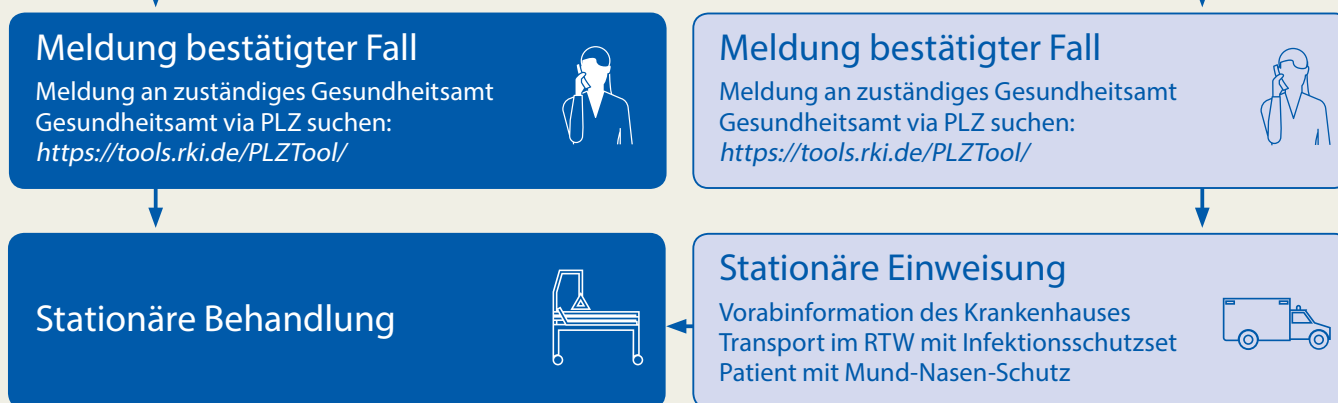 Meldung bestätigter Fall
Meldung an zuständiges Gesundheitsamt
Gesundheitsamt via PLZ suchen:
https://tools.rki.de/PLZTool/
Meldung bestätigter Fall
Meldung an zuständiges Gesundheitsamt
Gesundheitsamt via PLZ suchen:
https://tools.rki.de/PLZTool/
Stationäre Behandlung
Stationäre Einweisung
Vorabinformation des Krankenhauses
Transport im RTW mit Infektionsschutzset
Patient mit Mund-Nasen-Schutz